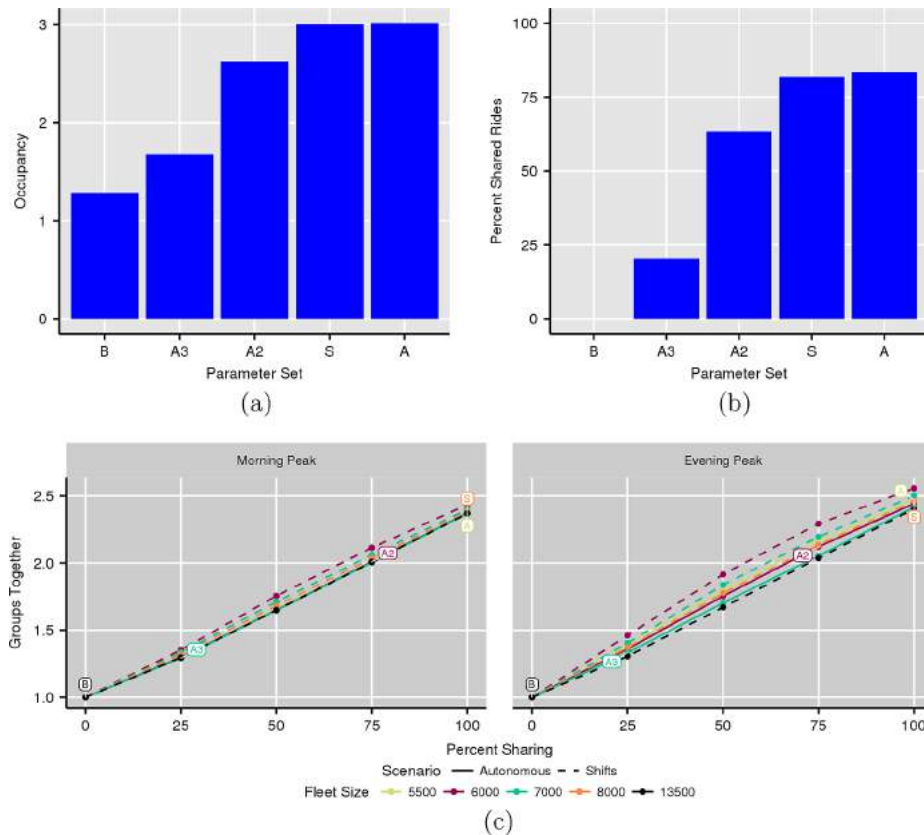 3
2
1
0
Occupancy
B A3 A2 S A
Parameter Set
(a)
100
75
50
25
0
Percent Shared Rides
B A3 A2 S A
Parameter Set
(b)
Morning Peak Evening Peak
2.5
2.0
1.5
1.0
Groups Together
B A3 A2 S A
B A3 A2 A S
0 25 50 75 100 0 25 50 75 100
Percent Sharing
Scenario Autonomous Shifts
Fleet Size 5500 6000 7000 8000 13500
(c)